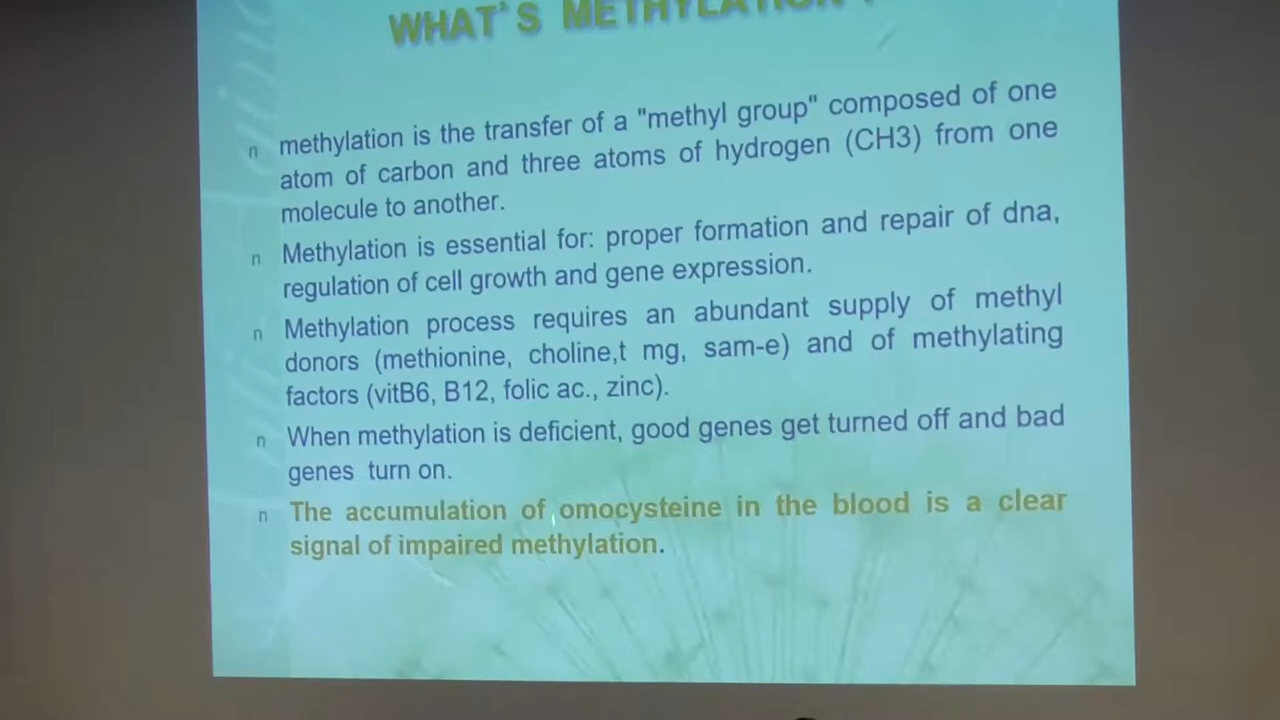 WHAT'S METHYLATION ?
n methylation is the transfer of a "methyl group" composed of one
atom of carbon and three atoms of hydrogen (CH3) from one
molecule to another.
n Methylation is essential for: proper formation and repair of dna,
regulation of cell growth and gene expression.
n Methylation process requires an abundant supply of methyl
donors (methionine, choline,t mg, sam-e) and of methylating
factors (vitB6, B12, folic ac., zinc).
n When methylation is deficient, good genes get turned off and bad
genes turn on.
n The accumulation of omocysteine in the blood is a clear
signal of impaired methylation.